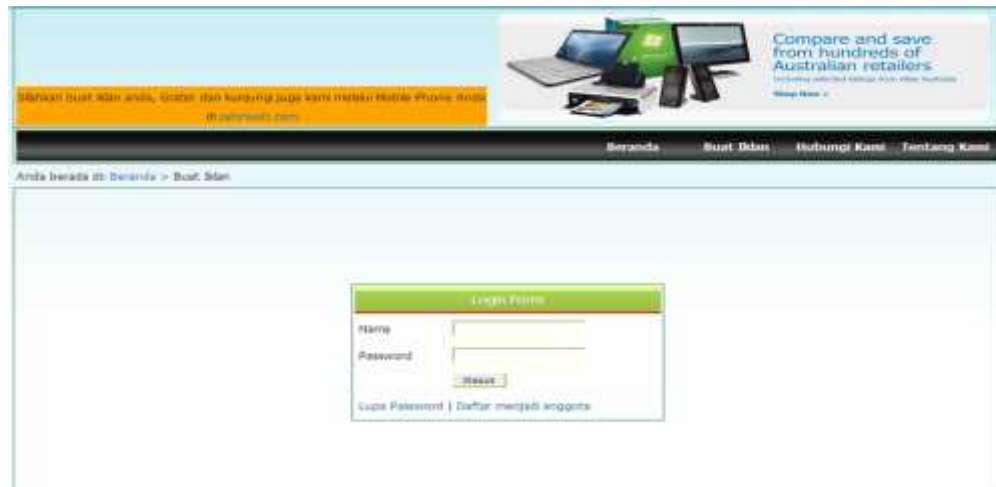 Compare and save
from hundreds of
Australian retailers
Shop Now >
Silahkan buat iklan anda, Gratis! dan kunjungi juga kami melalui Mobile Phone Anda
di
Beranda Buat Iklan Hubungi Kami Tentang Kami
Anda berada di: Beranda > Buat Iklan
Login Form
Nama
Password
Masuk
Lupa Password | Daftar menjadi anggota